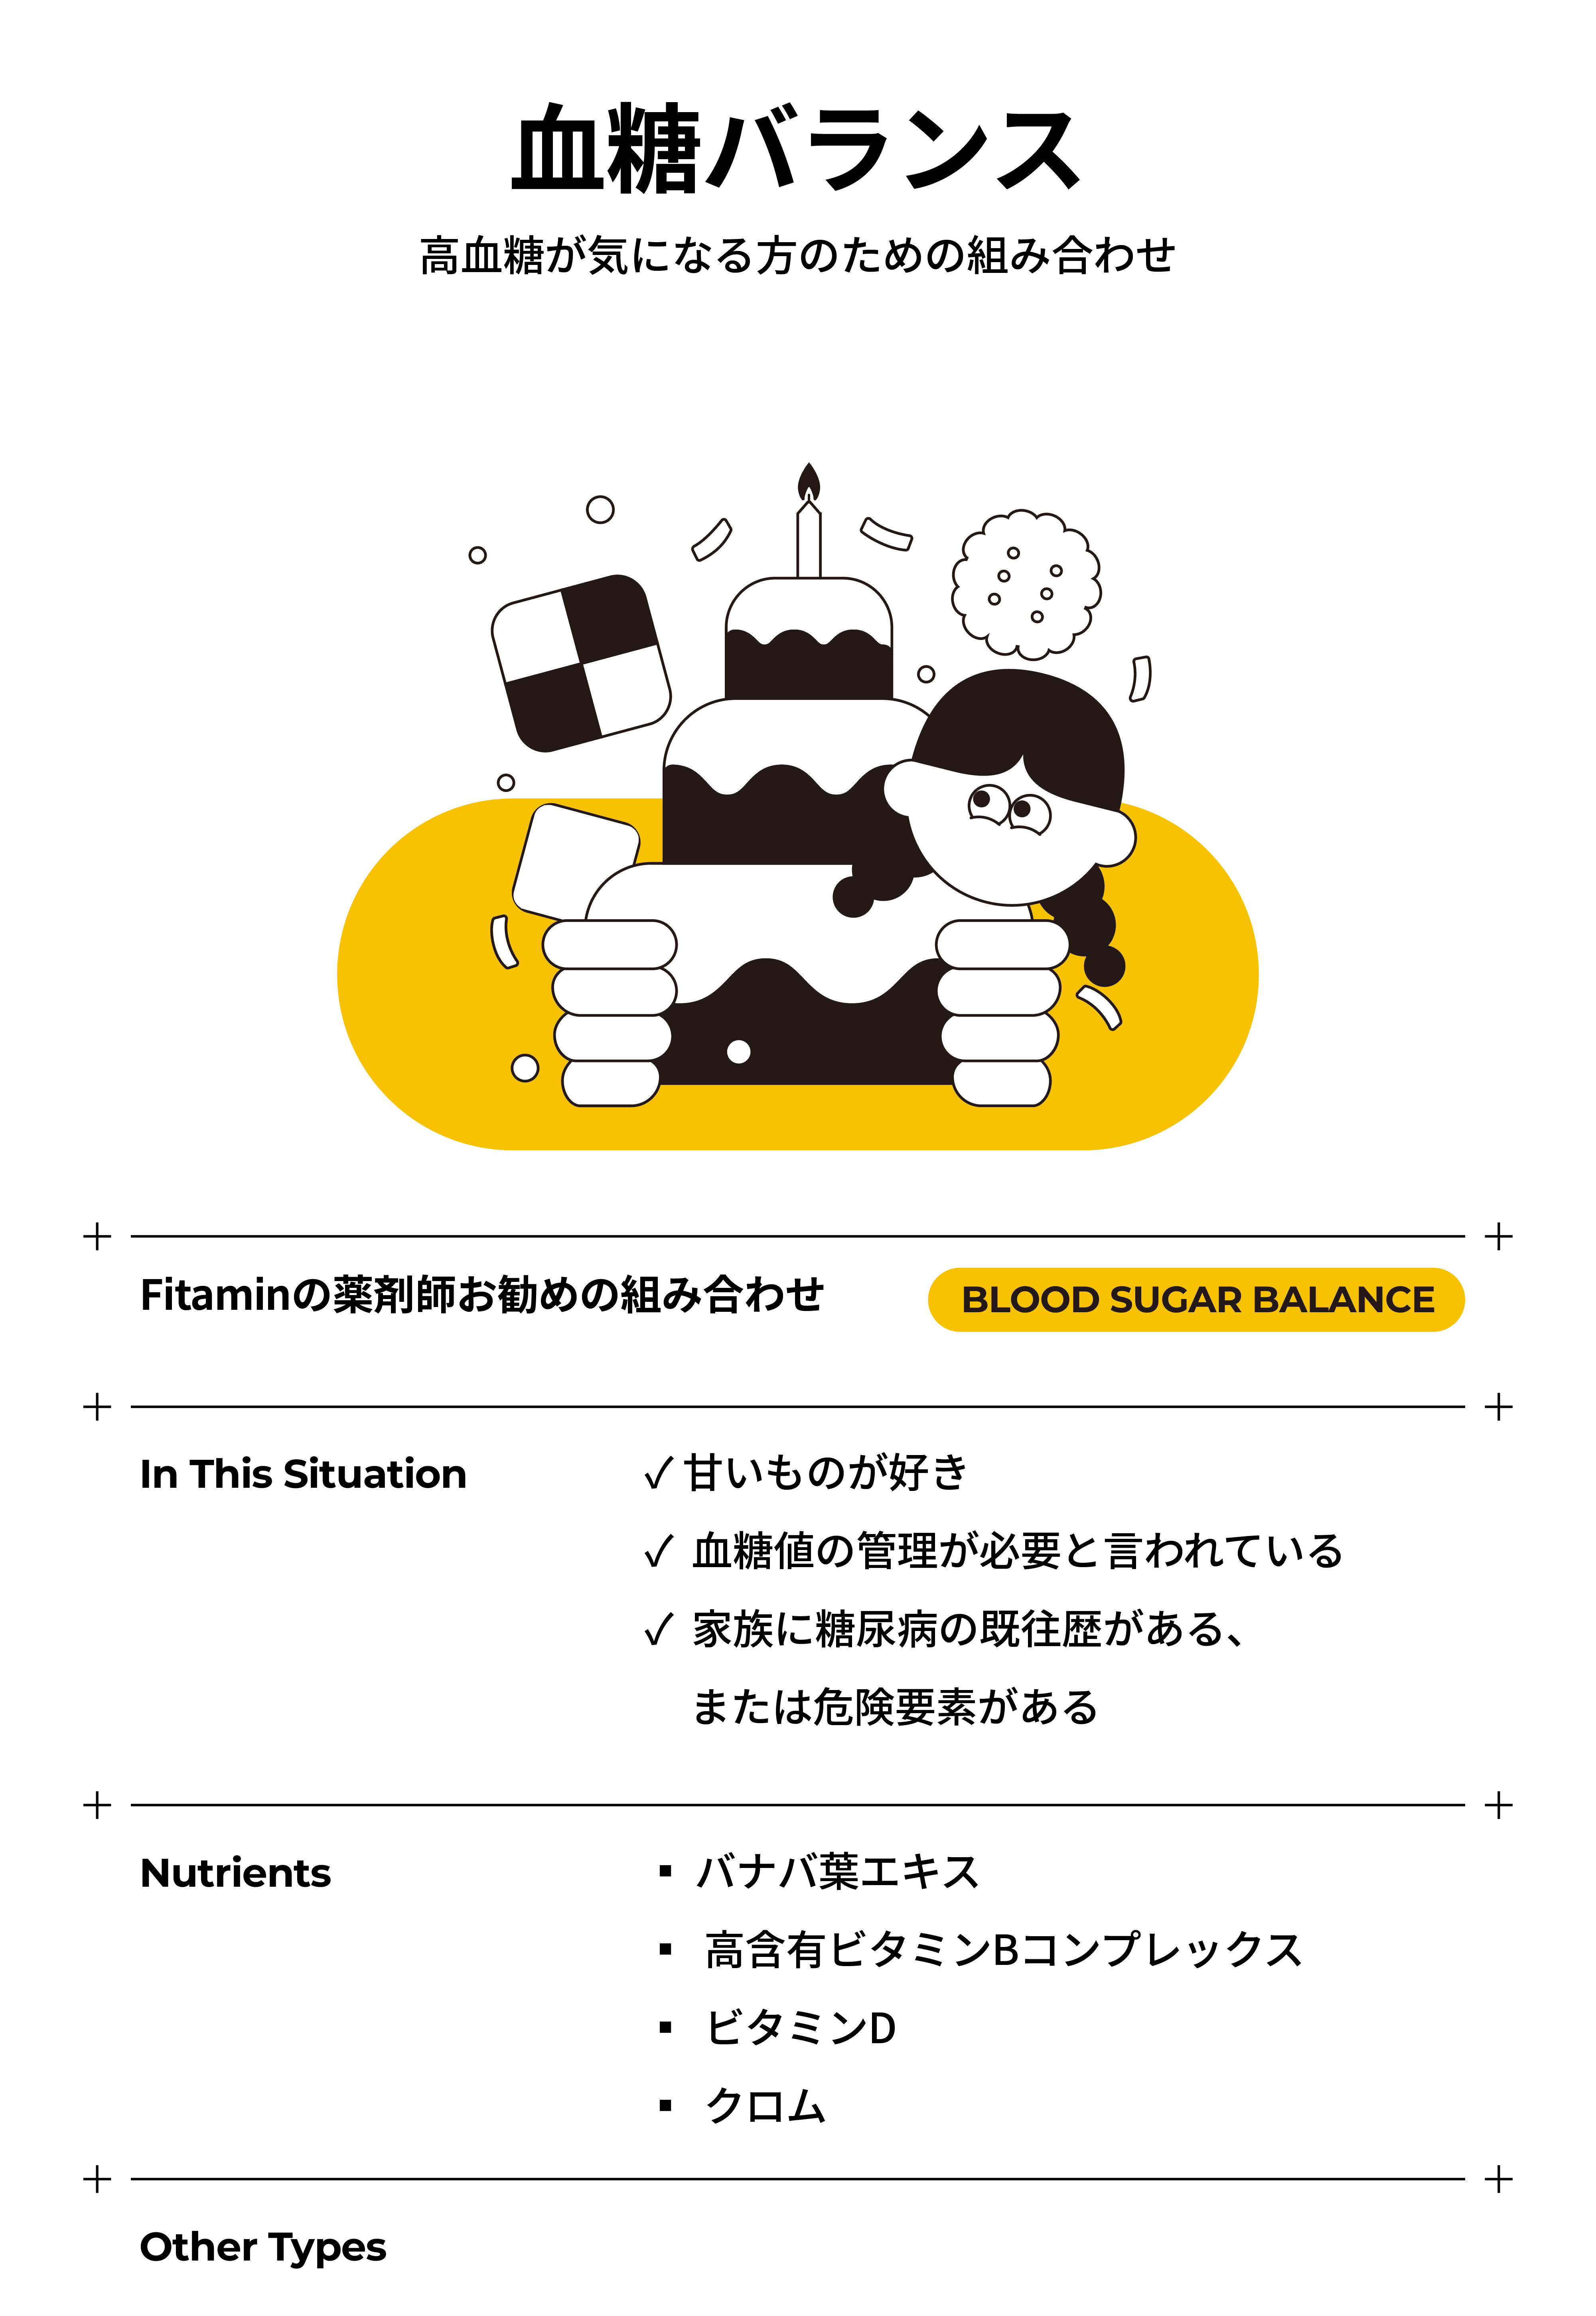 血糖バランス
高血糖が気になる方のための組み合わせ
Fitaminの薬剤師お勧めの組み合わせ
BLOOD SUGAR BALANCE
In This Situation
✓ 甘いものが好き
✓ 血糖値の管理が必要と言われている
✓ 家族に糖尿病の既往歴がある、
または危険要素がある
Nutrients
▪ バナバ葉エキス
▪ 高含有ビタミンBコンプレックス
▪ ビタミンD
▪ クロム
Other Types